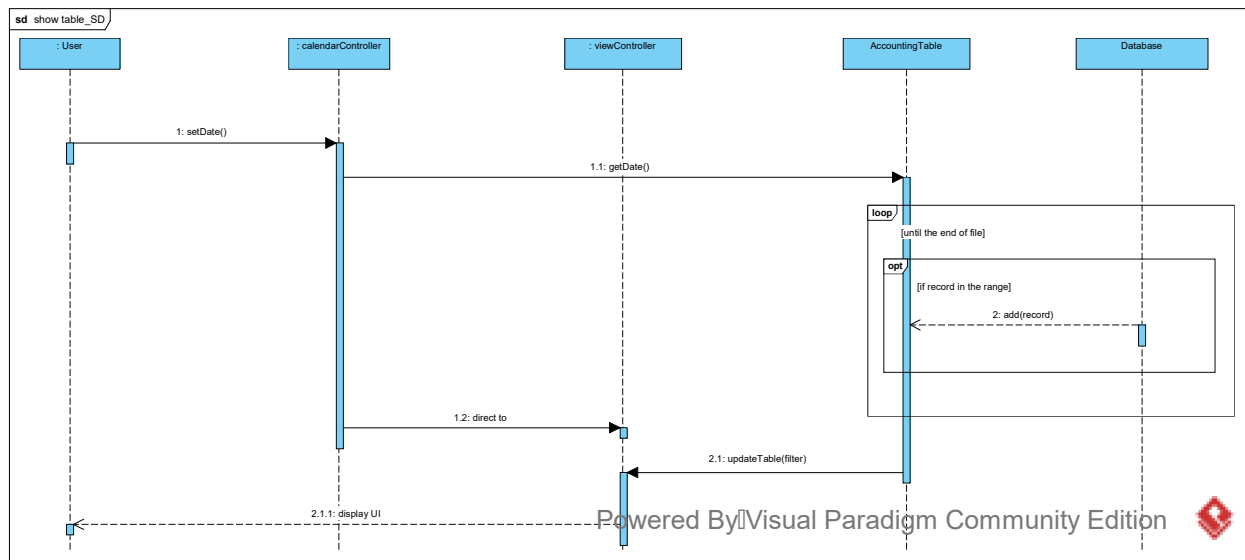 sd show table_SD
: User
: calendarController
: viewController
AccountingTable
Database
1: setDate()
1.1: getDate()
loop
[until the end of file]
opt
[if record in the range]
2: add(record)
1.2: direct to
2.1: updateTable(filter)
2.1.1: display UI
Powered By▯Visual Paradigm Community Edition